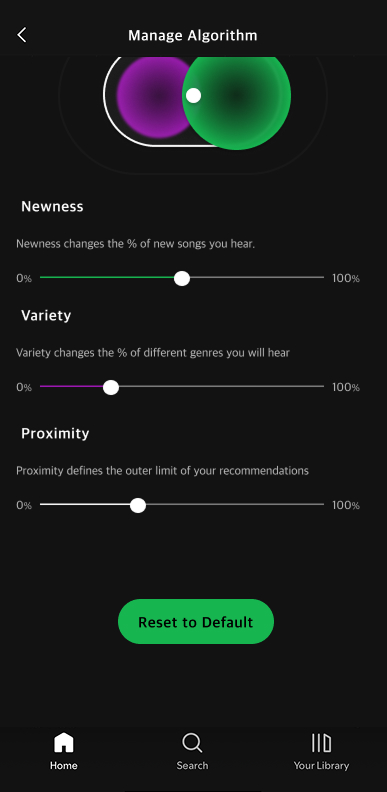 Manage Algorithm
Newness
Newness changes the % of new songs you hear.
0% 100%
Variety
Variety changes the % of different genres you will hear
0% 100%
Proximity
Proximity defines the outer limit of your recommendations
0% 100%
Reset to Default
Home Search Your Library